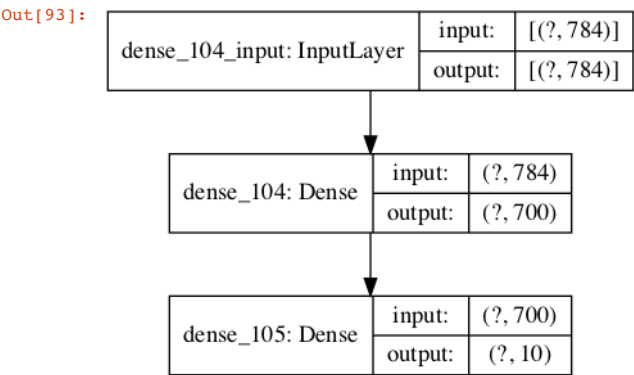 Out[93]:
dense_104_input: InputLayer
input: [(?, 784)]
output: [(?, 784)]
dense_104: Dense
input: (?, 784)
output: (?, 700)
dense_105: Dense
input: (?, 700)
output: (?, 10)